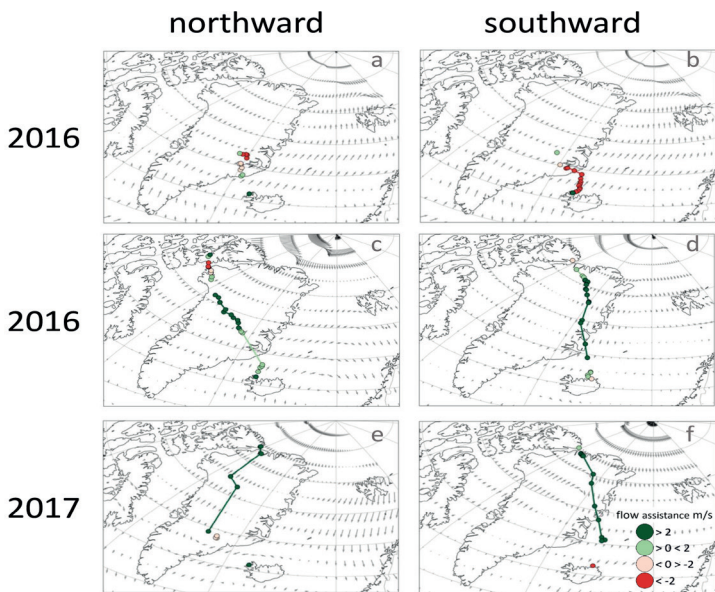 northward southward
a b
2016
c d
2016
e f
2017
flow assistance m/s
> 2
> 0 < 2
< 0 > -2
< -2